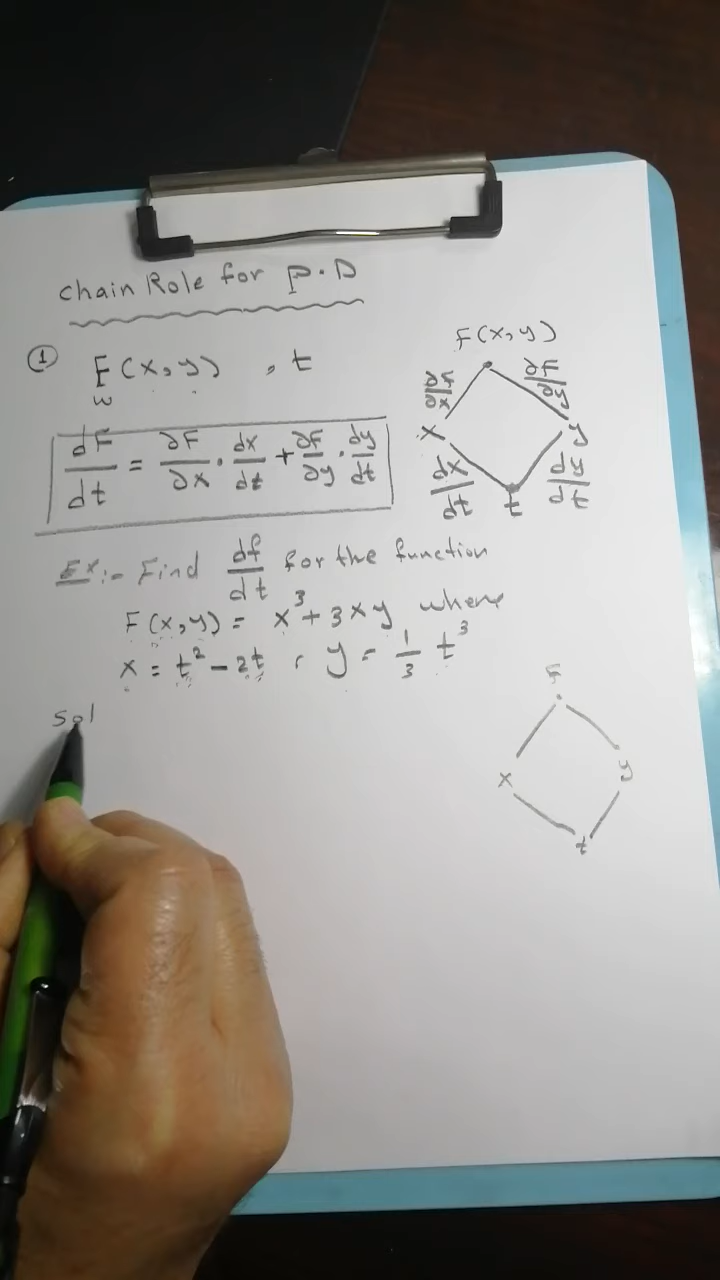 chain Role for P.D
① F(x,y) , t
w
dF/dt = ∂F/∂x · dx/dt + ∂F/∂y · dy/dt
F(x,y)
∂F/∂x ∂F/∂y
x y
dx/dt t dy/dt
Ex:- Find df/dt for the function
F(x,y) = x³ + 3xy where
x = t² - 2t , y = 1/3 t³
F
x y
t
Sol